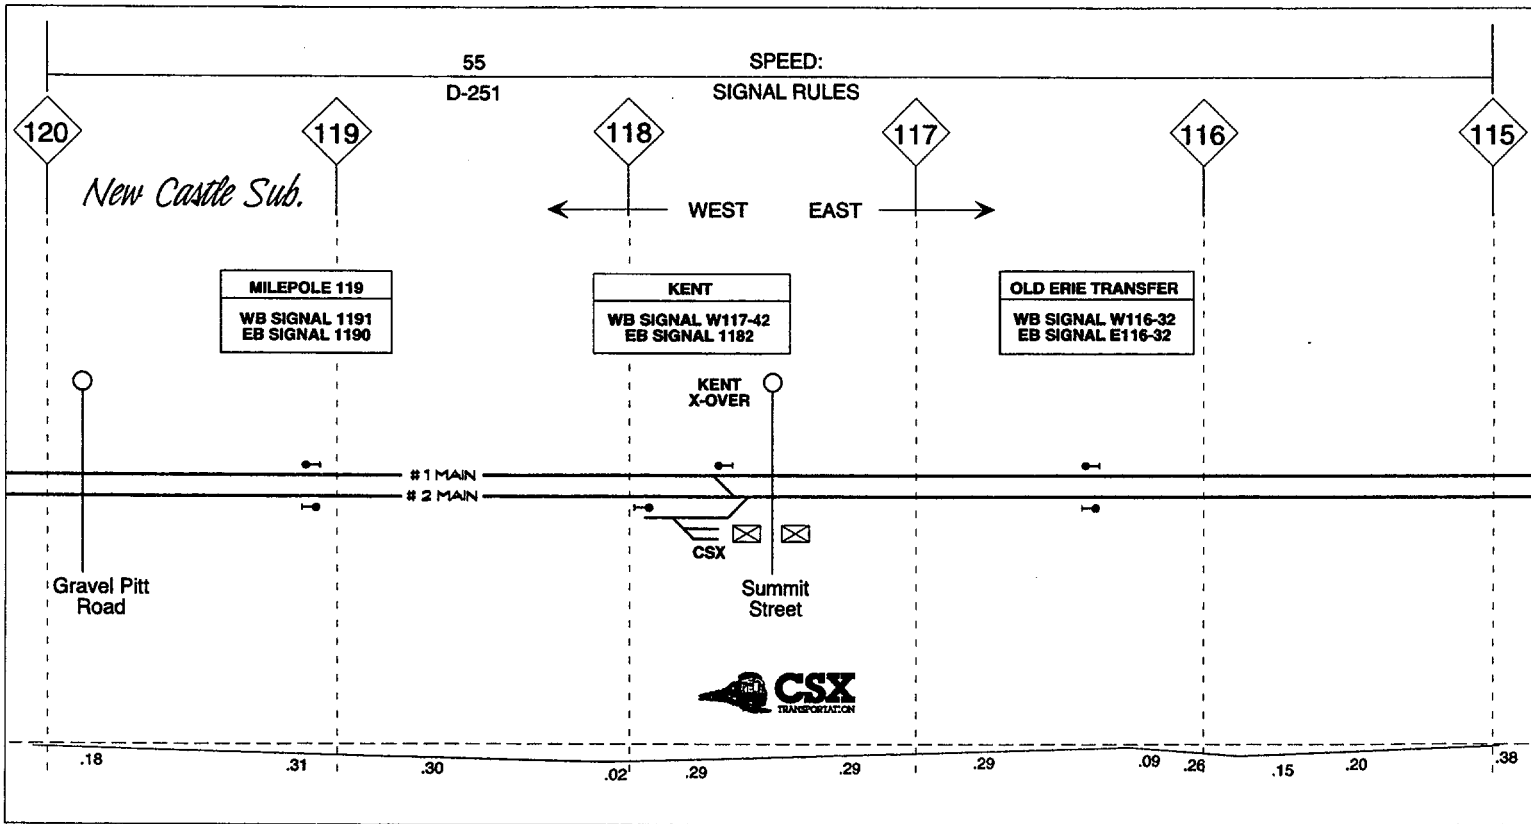 55 SPEED:
D-251 SIGNAL RULES
120 119 118 117 116 115
New Castle Sub.
WEST EAST
MILEPOLE 119
WB SIGNAL 1191
EB SIGNAL 1190
KENT
WB SIGNAL W117-42
EB SIGNAL 1182
OLD ERIE TRANSFER
WB SIGNAL W116-32
EB SIGNAL E116-32
KENT
X-OVER
# 1 MAIN
# 2 MAIN
CSX
Gravel Pitt
Road
Summit
Street
CSX
TRANSPORTATION
.18 .31 .30 .02 .29 .29 .29 .09 .26 .15 .20 .38